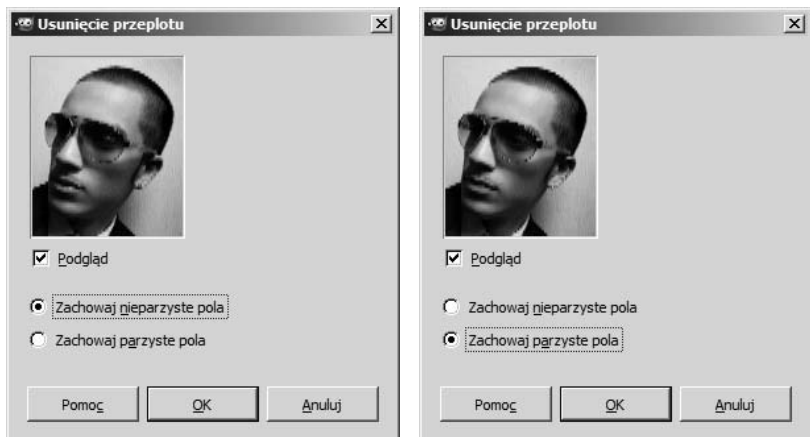 Usunięcie przeplotu
Podgląd
Zachowaj nieparzyste pola
Zachowaj parzyste pola
Pomoc
OK
Anuluj
Usunięcie przeplotu
Podgląd
Zachowaj nieparzyste pola
Zachowaj parzyste pola
Pomoc
OK
Anuluj